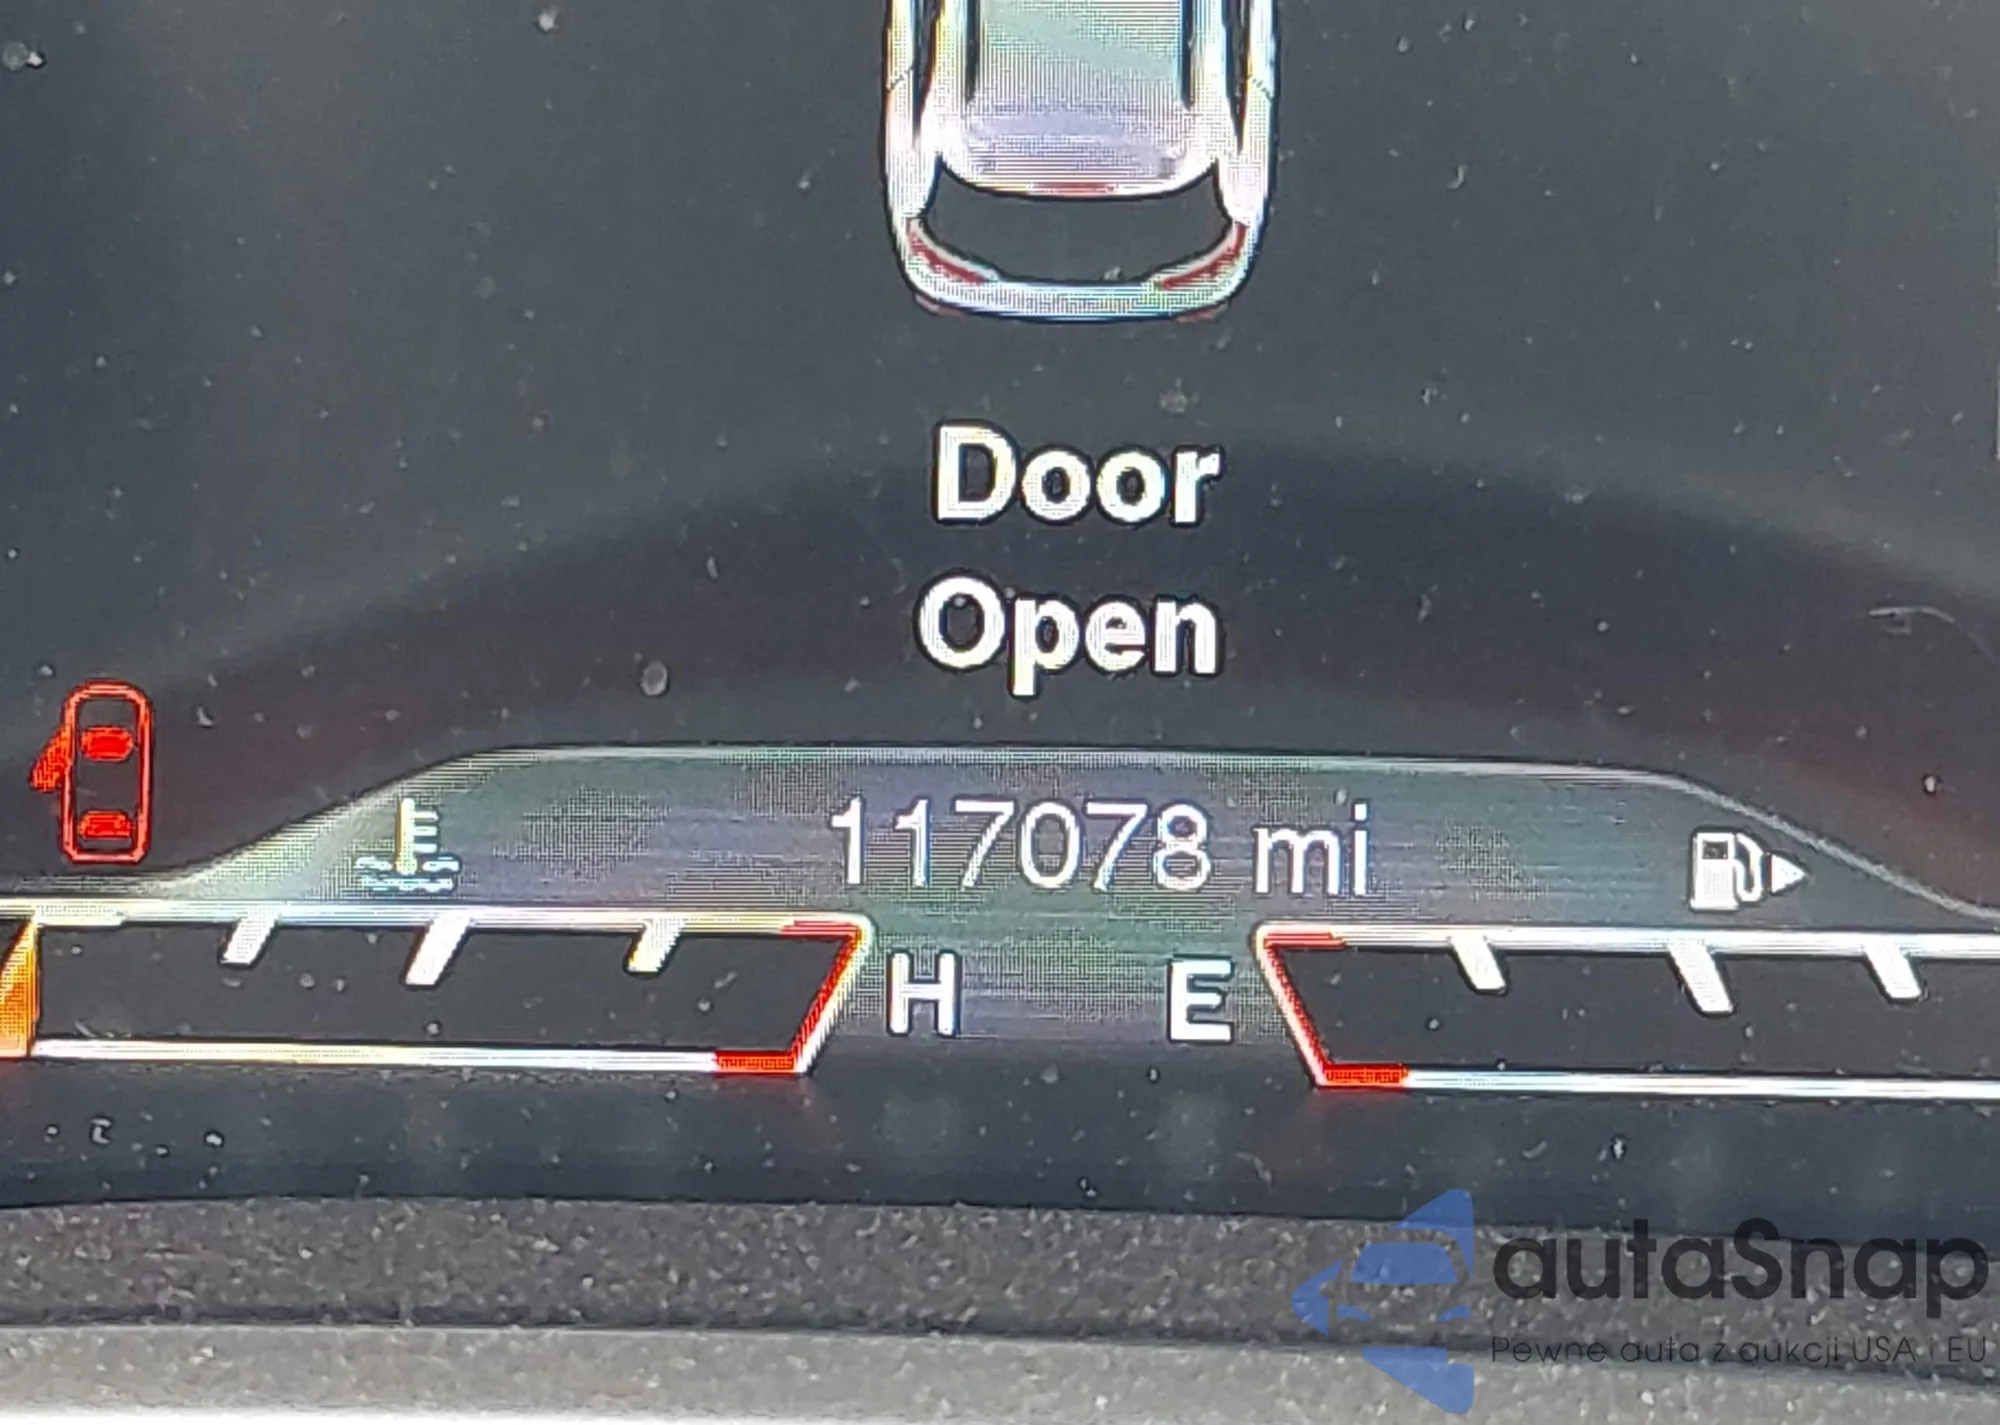 Door
Open
117078 mi
H
E
autaSnap
Pewne auta z aukcji USA i EU